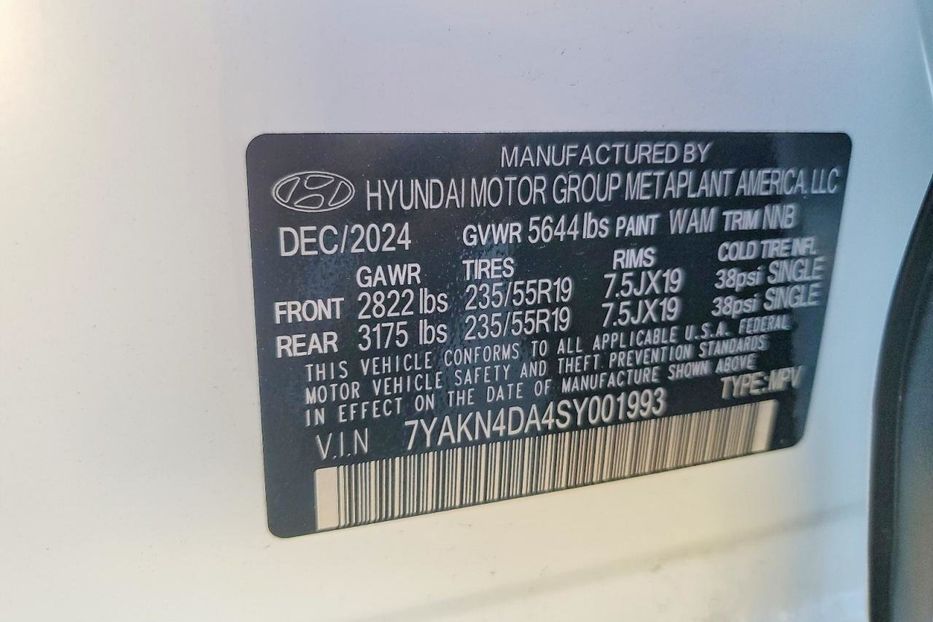 MANUFACTURED BY
HYUNDAI MOTOR GROUP METAPLANT AMERICA, LLC
DEC/2024 GVWR 5644 lbs PAINT WAM TRIM NNB
GAWR TIRES RIMS COLD TIRE INFL.
FRONT 2822 lbs 235/55R19 7.5JX19 38psi SINGLE
REAR 3175 lbs 235/55R19 7.5JX19 38psi SINGLE
THIS VEHICLE CONFORMS TO ALL APPLICABLE U.S.A. FEDERAL
MOTOR VEHICLE SAFETY AND THEFT PREVENTION STANDARDS
IN EFFECT ON THE DATE OF MANUFACTURE SHOWN ABOVE
V.I.N 7YAKN4DA4SY001993 TYPE:MPV